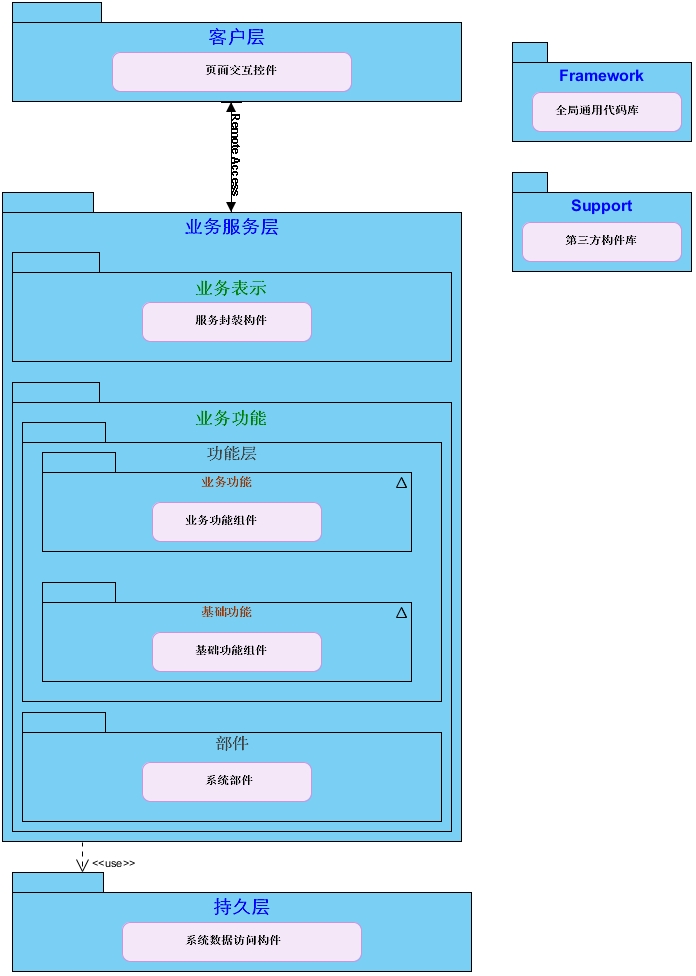 客户层
页面交互控件
Remote Access
业务服务层
业务表示
服务封装构件
业务功能
功能层
业务功能
业务功能组件
基础功能
基础功能组件
部件
系统部件
<<use>>
持久层
系统数据访问构件
Framework
全局通用代码库
Support
第三方构件库